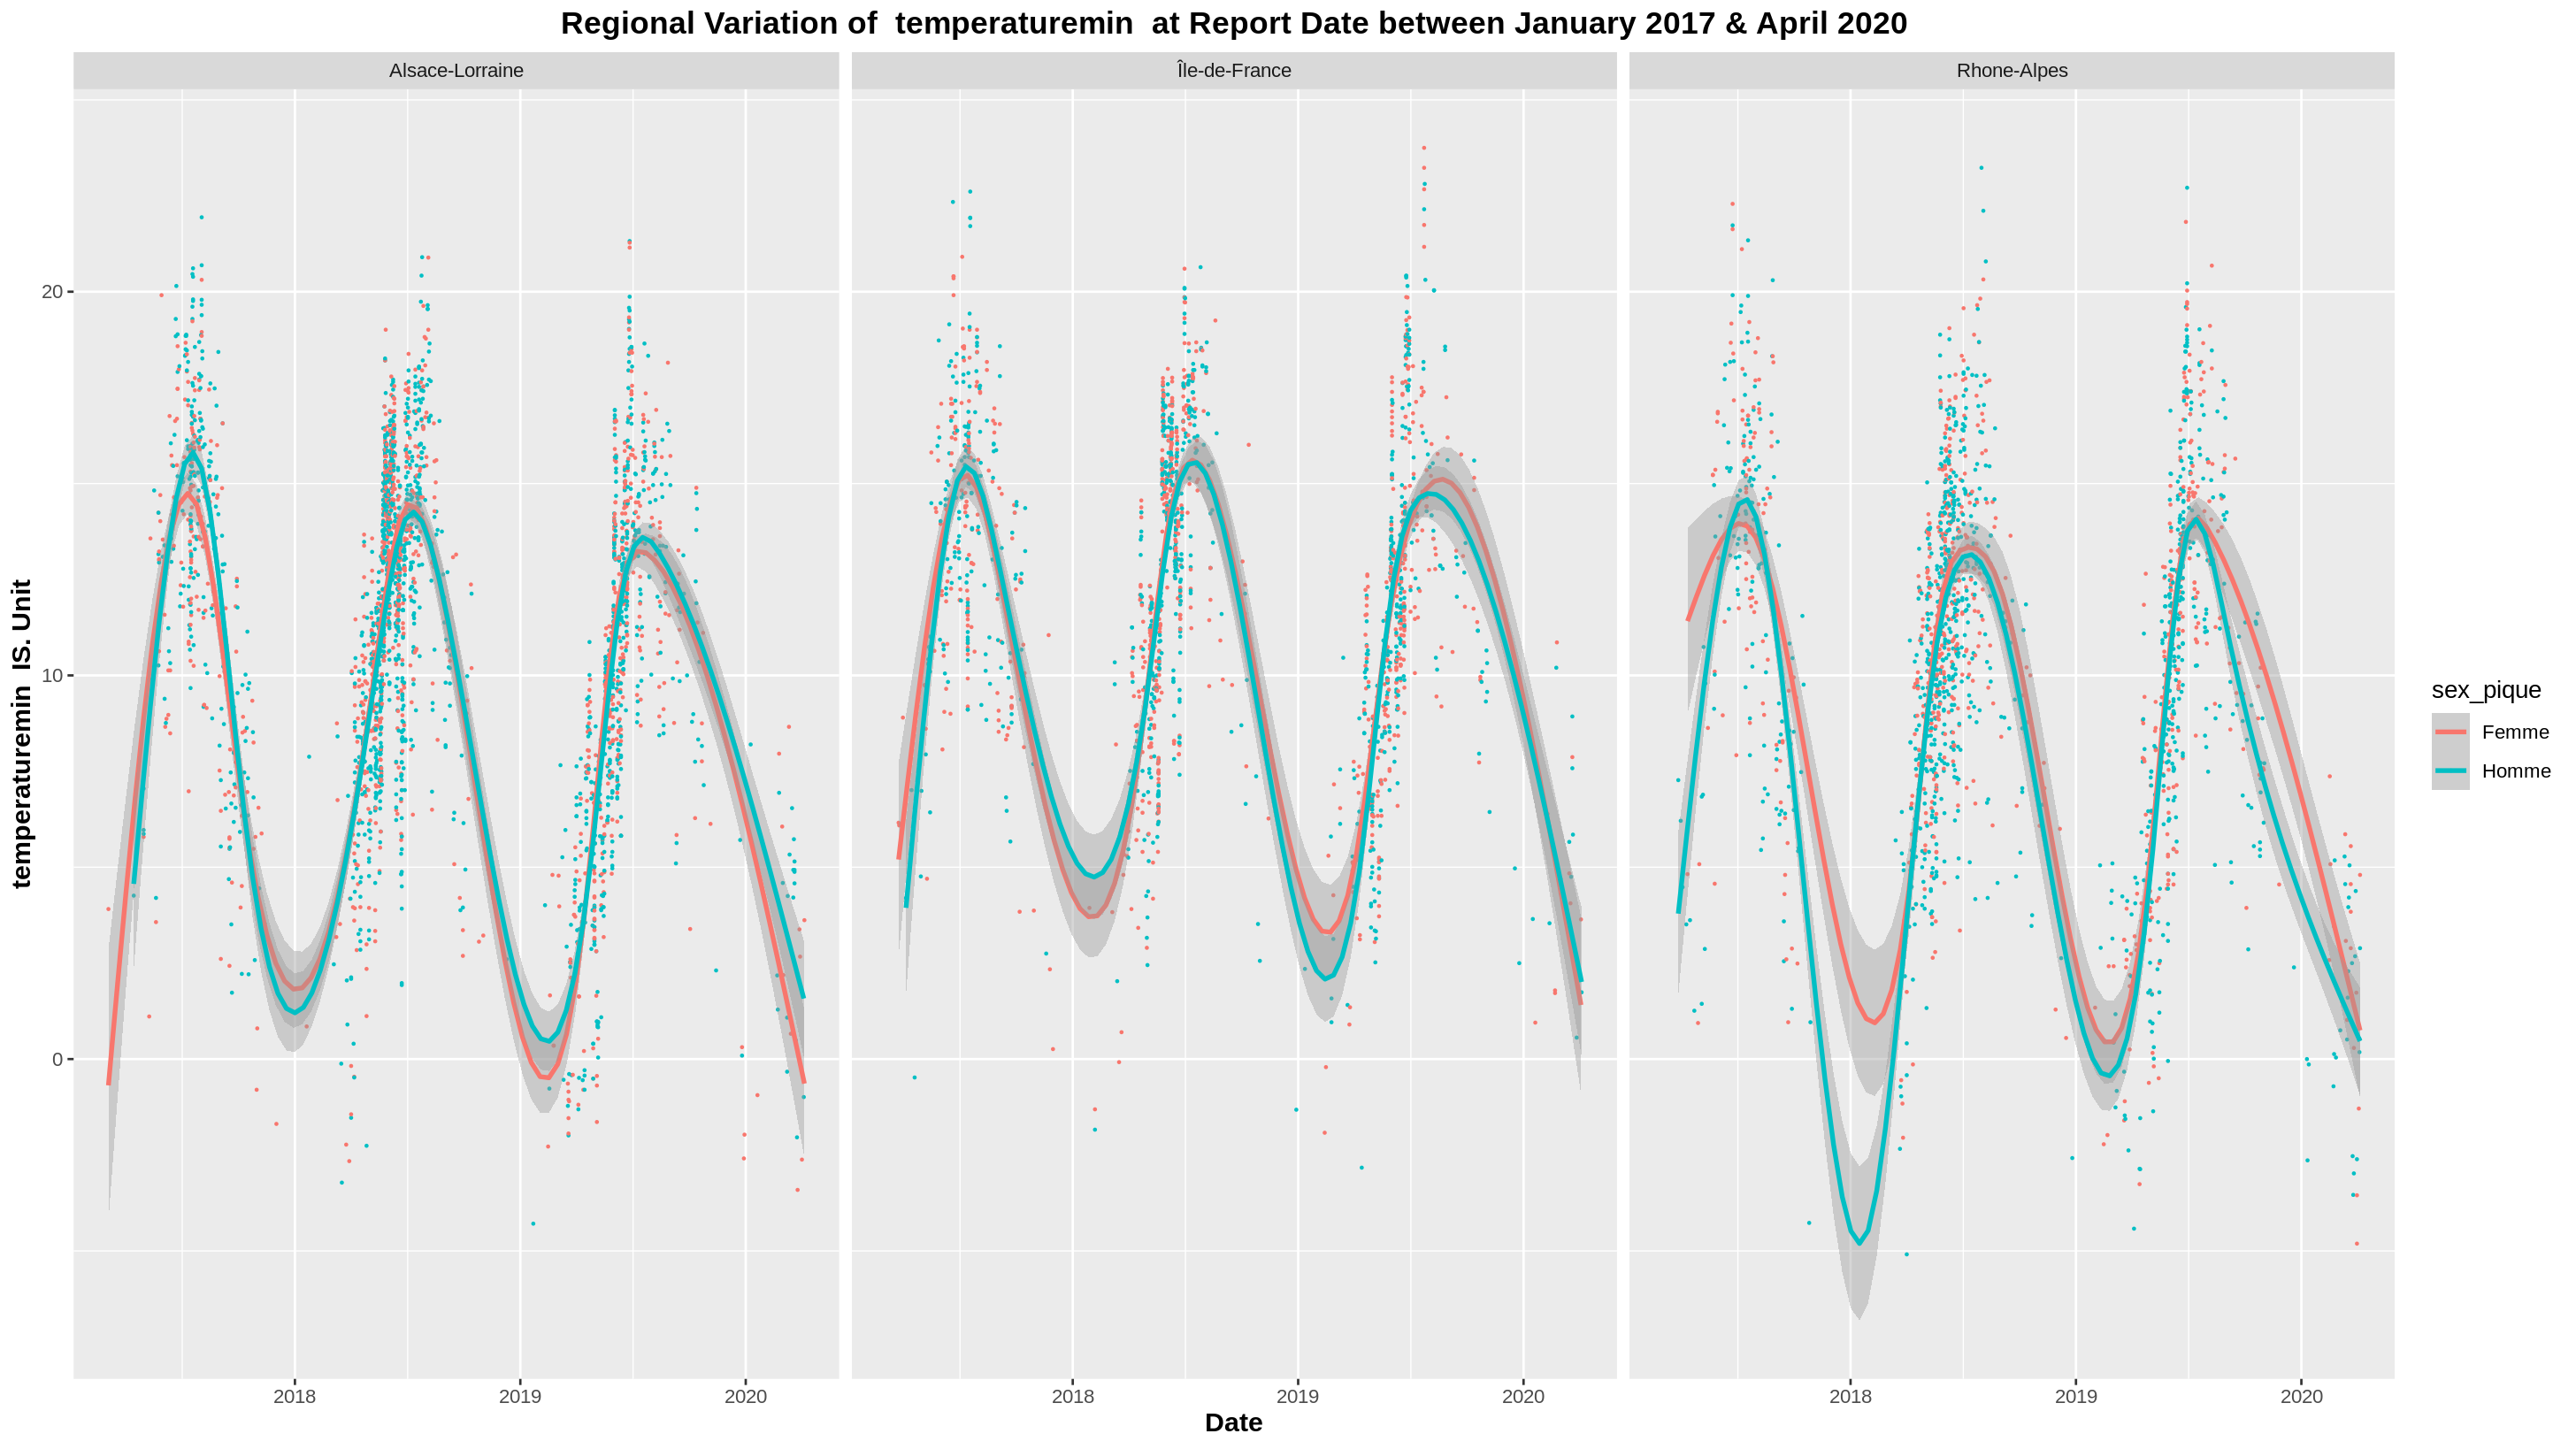 Regional Variation of  temperaturemin  at Report Date between January 2017 & April 2020
Alsace-Lorraine
Île-de-France
Rhone-Alpes
temperaturemin  IS. Unit
20
10
0
2018 2019 2020
2018 2019 2020
2018 2019 2020
Date
sex_pique
Femme
Homme